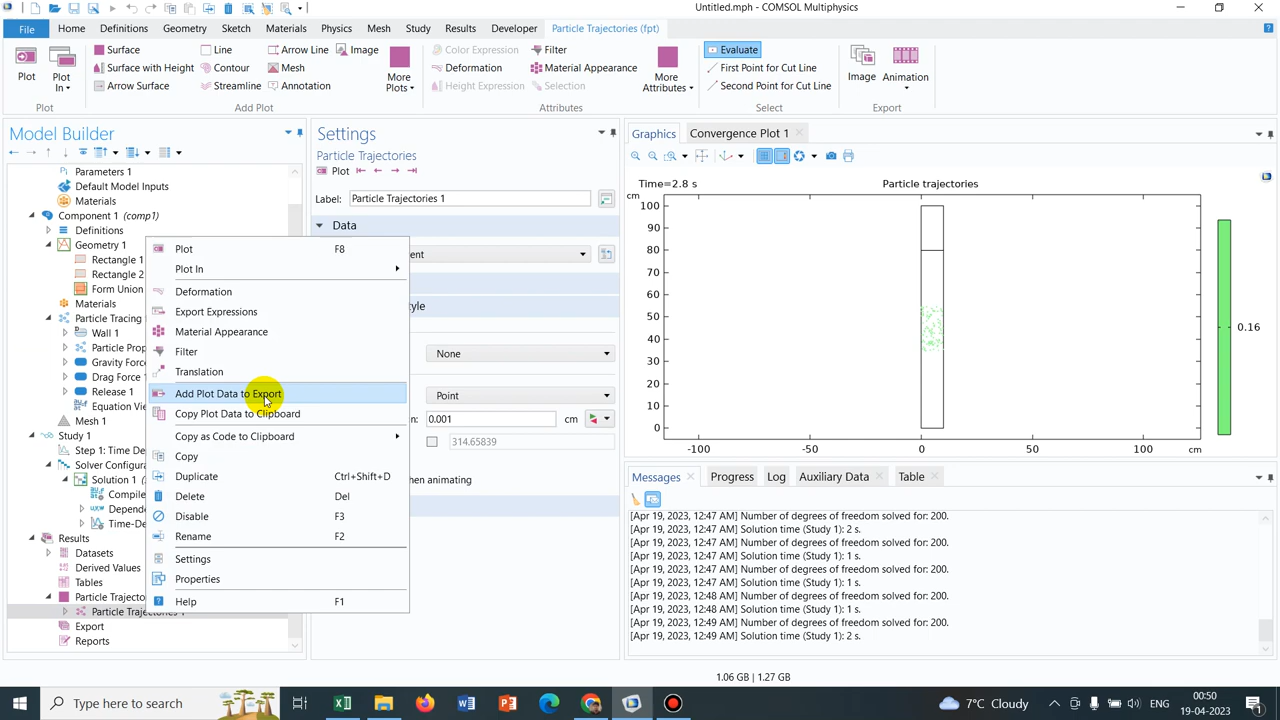 Untitled.mph - COMSOL Multiphysics
File Home Definitions Geometry Sketch Materials Physics Mesh Study Results Developer Particle Trajectories (fpt)
Plot
Plot In
Plot
Surface
Surface with Height
Arrow Surface
Line
Contour
Streamline
Arrow Line
Mesh
Annotation
Image
More Plots
Add Plot
Color Expression
Deformation
Height Expression
Filter
Material Appearance
Selection
More Attributes
Attributes
Evaluate
First Point for Cut Line
Second Point for Cut Line
Select
Image
Animation
Export
Model Builder
Parameters 1
Default Model Inputs
Materials
Component 1 (comp1)
Definitions
Geometry 1
Rectangle 1
Rectangle 2
Form Union
Materials
Particle Tracing
Wall 1
Particle Prop
Gravity Force
Drag Force
Release 1
Equation Vie
Mesh 1
Study 1
Step 1: Time De
Solver Configura
Solution 1
Compile
Depend
Time-De
Results
Datasets
Derived Values
Tables
Particle Trajecto
Particle Trajectories 1
Export
Reports
Plot F8
Plot In
Deformation
Export Expressions
Material Appearance
Filter
Translation
Add Plot Data to Export
Copy Plot Data to Clipboard
Copy as Code to Clipboard
Copy
Duplicate Ctrl+Shift+D
Delete Del
Disable F3
Rename F2
Settings
Properties
Help F1
Settings
Particle Trajectories
Plot
Label: Particle Trajectories 1
Data
ent
tyle
None
Point
n: 0.001 cm
314.65839
hen animating
Graphics Convergence Plot 1
Time=2.8 s Particle trajectories
cm
100
90
80
70
60
50
40
30
20
10
0
-100 -50 0 50 100 cm
0.16
Messages Progress Log Auxiliary Data Table
[Apr 19, 2023, 12:47 AM] Number of degrees of freedom solved for: 200.
[Apr 19, 2023, 12:47 AM] Solution time (Study 1): 2 s.
[Apr 19, 2023, 12:47 AM] Number of degrees of freedom solved for: 200.
[Apr 19, 2023, 12:47 AM] Solution time (Study 1): 1 s.
[Apr 19, 2023, 12:47 AM] Number of degrees of freedom solved for: 200.
[Apr 19, 2023, 12:47 AM] Solution time (Study 1): 1 s.
[Apr 19, 2023, 12:48 AM] Number of degrees of freedom solved for: 200.
[Apr 19, 2023, 12:48 AM] Solution time (Study 1): 1 s.
[Apr 19, 2023, 12:49 AM] Number of degrees of freedom solved for: 200.
[Apr 19, 2023, 12:49 AM] Solution time (Study 1): 2 s.
1.06 GB | 1.27 GB
Type here to search
7°C Cloudy
ENG
00:50
19-04-2023